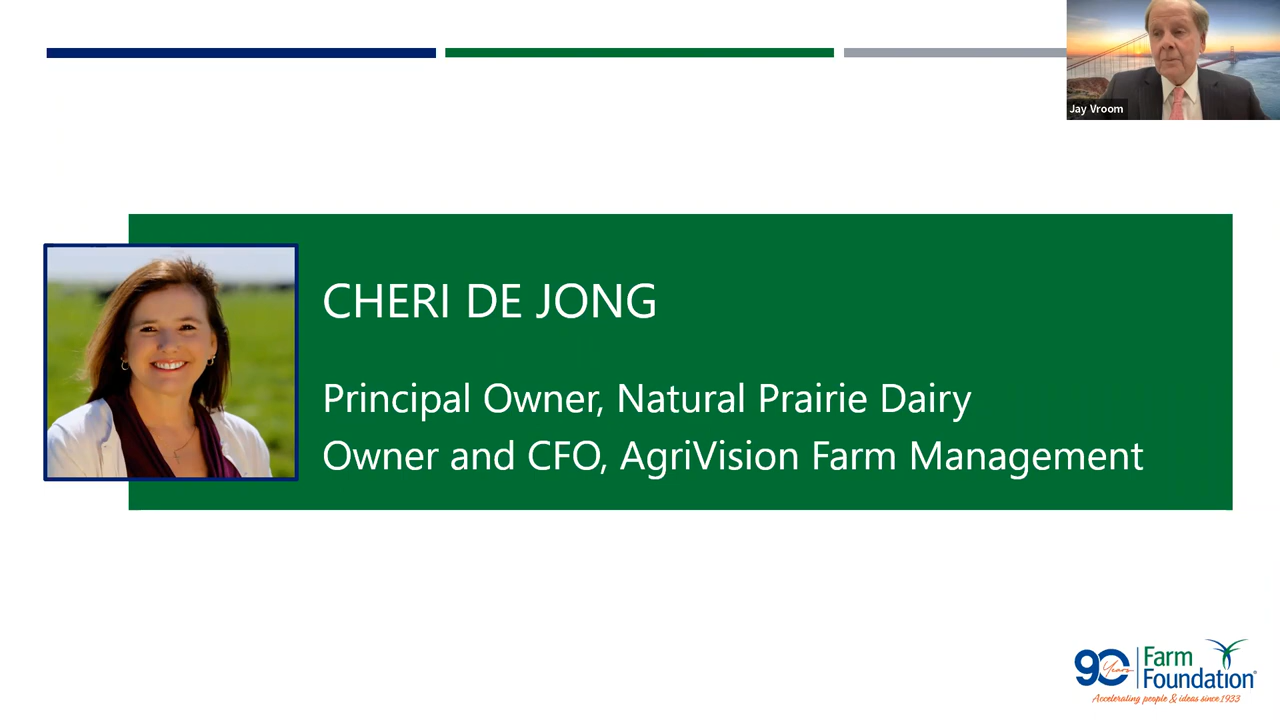 Jay Vroom
CHERI DE JONG
Principal Owner, Natural Prairie Dairy
Owner and CFO, AgriVision Farm Management
90 Years
Farm
Foundation®
Accelerating people & ideas since 1933